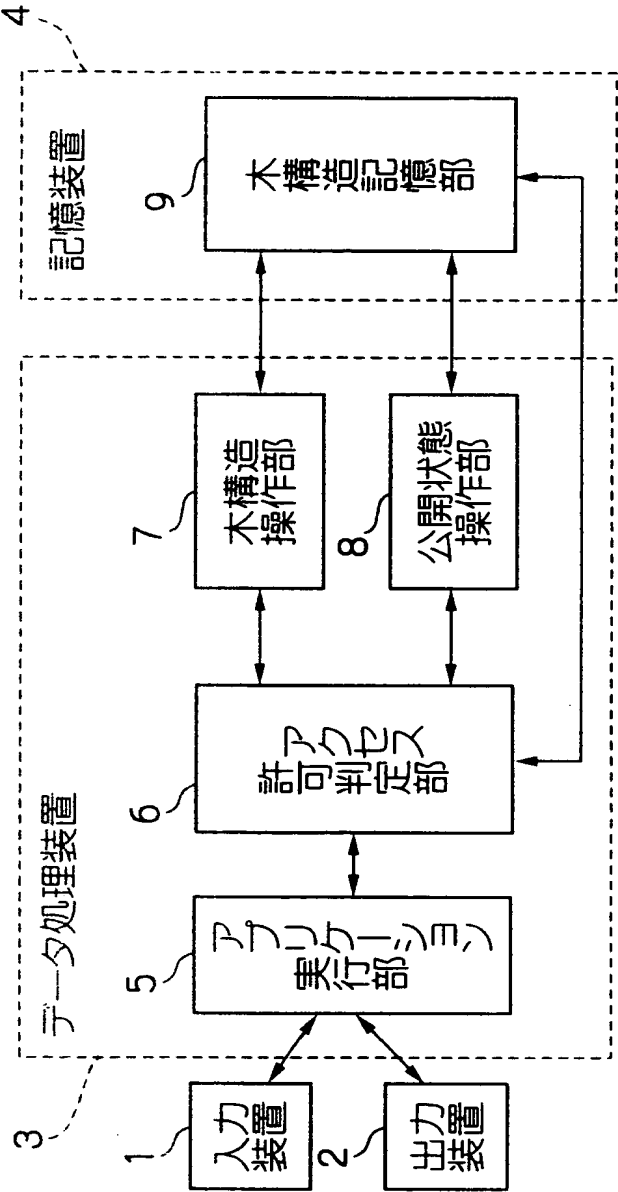 3
データ処理装置
記憶装置
4
1
入力
装置
2
出力
装置
5
アプリケーション
実行部
6
アクセス
許可判定部
7
木構造
操作部
8
公開状態
操作部
9
木構造記憶部